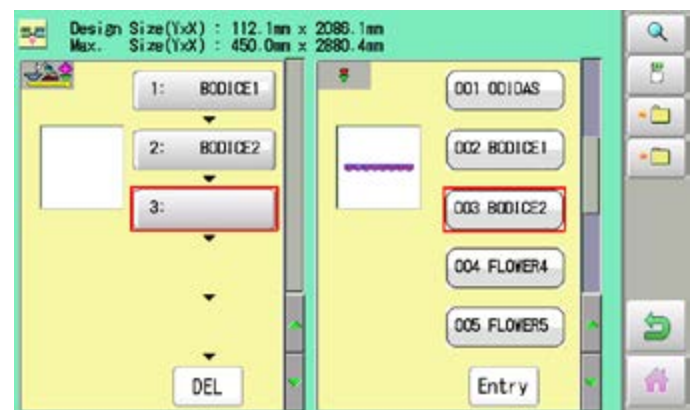 Design Size(YxX) : 112.1mm x 2086.1mm
Max. Size(YxX) : 450.0mm x 2880.4mm
1: BODICE1
2: BODICE2
3:
DEL
001 ODIDAS
002 BODICE1
003 BODICE2
004 FLOWER4
005 FLOWER5
Entry